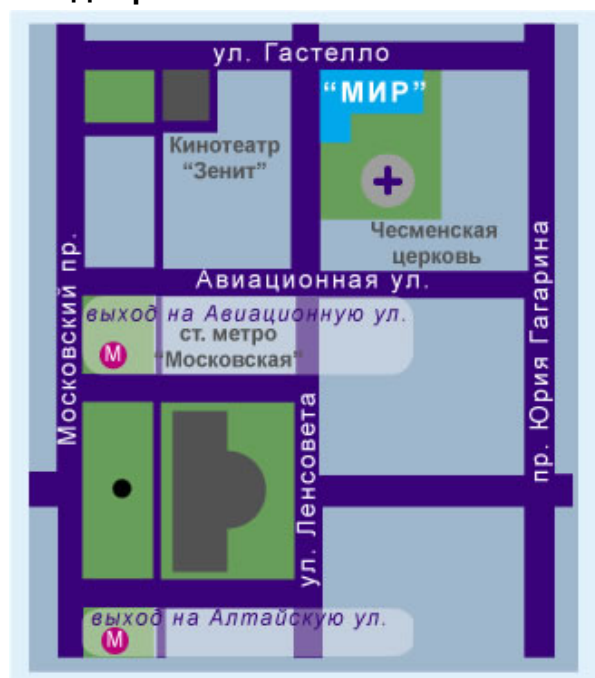 ул. Гастелло
“МИР”
Кинотеатр
“Зенит”
Чесменская
церковь
Московский пр.
Авиационная ул.
пр. Юрия Гагарина
выход на Авиационную ул.
ст. метро
“Московская”
М
ул. Ленсовета
выход на Алтайскую ул.
М